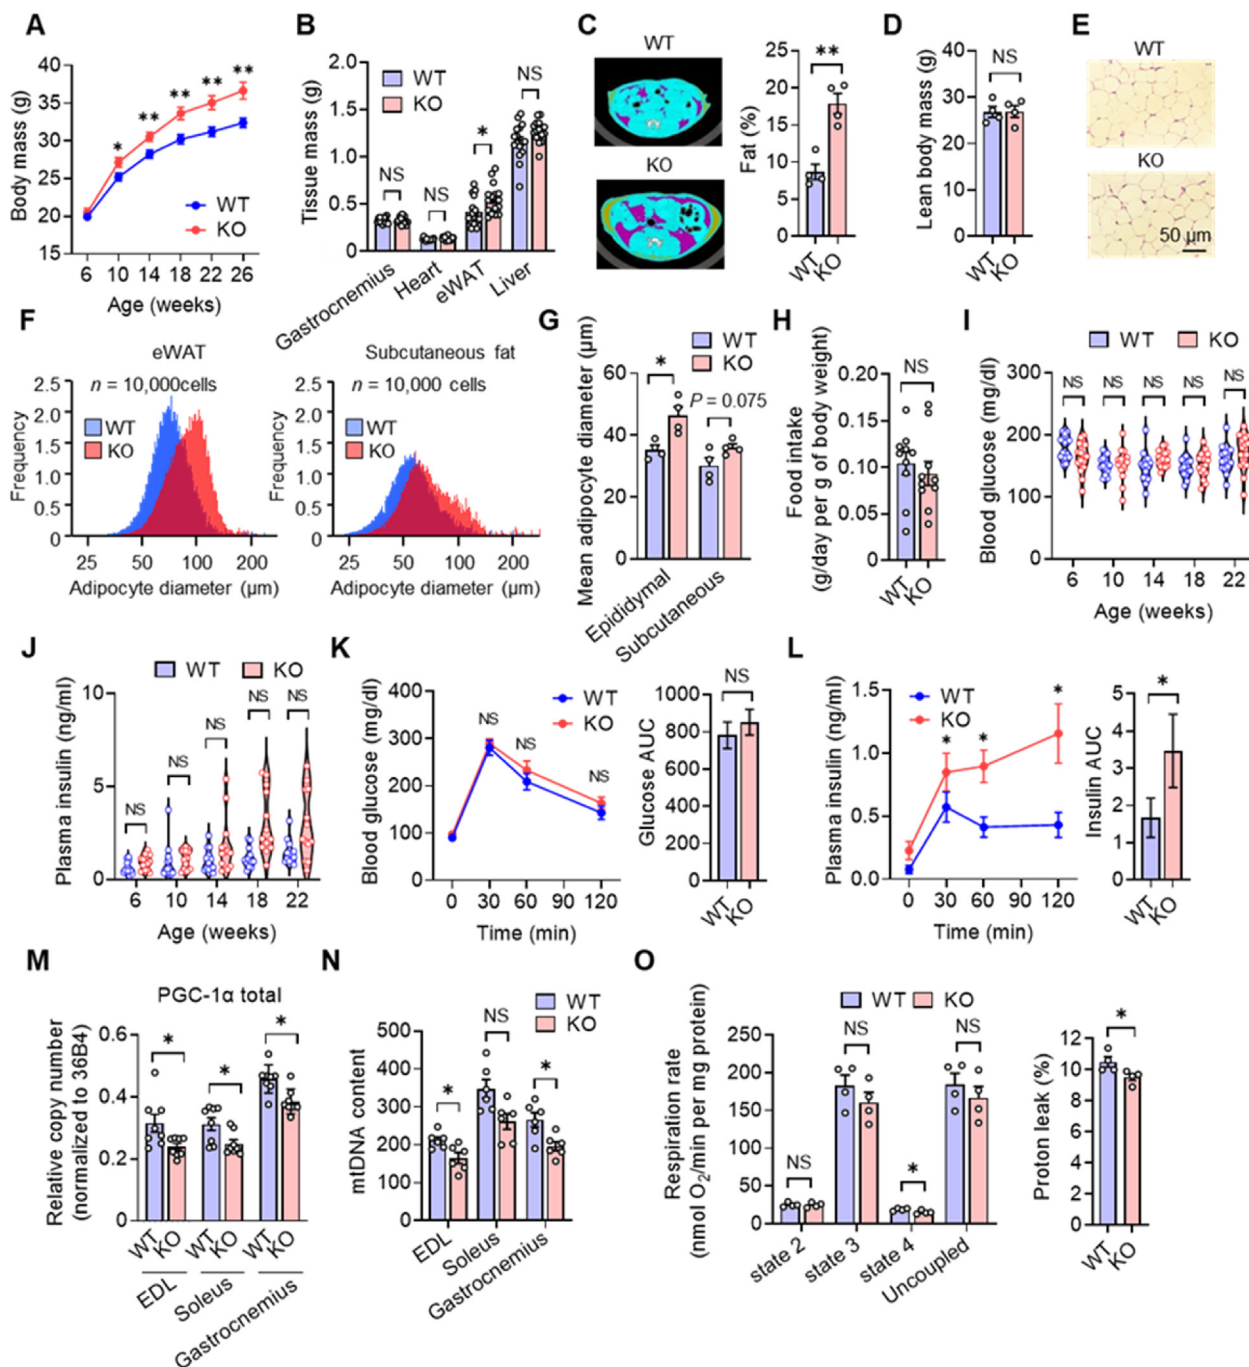 A
Body mass (g)
40
35
30
25
20
15
*
**
**
**
**
WT
KO
6 10 14 18 22 26
Age (weeks)
B
Tissue mass (g)
2.0
1.5
1.0
0.5
0
WT
KO
NS
NS
*
NS
Gastrocnemius
Heart
eWAT
Liver
C
WT
KO
Fat (%)
25
20
15
10
5
0
**
WT
KO
D
Lean body mass (g)
40
30
20
10
0
NS
WT
KO
E
WT
KO
50 µm
F
eWAT
n = 10,000cells
WT
KO
Frequency
2.5
2.0
1.5
1.0
0.5
0
25 50 100 200
Adipocyte diameter (µm)
Subcutaneous fat
n = 10,000 cells
WT
KO
Frequency
2.5
2.0
1.5
1.0
0.5
0
25 50 100 200
Adipocyte diameter (µm)
G
Mean adipocyte diameter (µm)
WT
KO
60
40
20
0
*
P = 0.075
Epididymal
Subcutaneous
H
Food intake
(g/day per g of body weight)
0.20
0.15
0.10
0.05
0
NS
WT
KO
I
WT
KO
Blood glucose (mg/dl)
300
200
100
0
NS NS NS NS NS
6 10 14 18 22
Age (weeks)
J
WT
KO
Plasma insulin (ng/ml)
10
5
0
NS NS NS NS NS
6 10 14 18 22
Age (weeks)
K
Blood glucose (mg/dl)
400
300
200
100
0
WT
KO
NS
NS
NS
0 30 60 90 120
Time (min)
Glucose AUC
1000
800
600
400
200
0
NS
WT
KO
L
Plasma insulin (ng/ml)
1.5
1.0
0.5
0.0
WT
KO
*
*
*
0 30 60 90 120
Time (min)
Insulin AUC
5
4
3
2
1
0
*
WT
KO
M
PGC-1α total
Relative copy number
(normalized to 36B4)
0.6
0.4
0.2
0
*
*
*
WT
KO
WT
KO
WT
KO
EDL
Soleus
Gastrocnemius
N
WT
KO
mtDNA content
500
400
300
200
100
0
*
NS
*
EDL
Soleus
Gastrocnemius
O
WT
KO
Respiration rate
(nmol O₂/min per mg protein)
250
200
150
100
50
0
NS
NS
*
NS
state 2
state 3
state 4
Uncoupled
Proton leak (%)
12
10
8
6
4
2
0
*
WT
KO